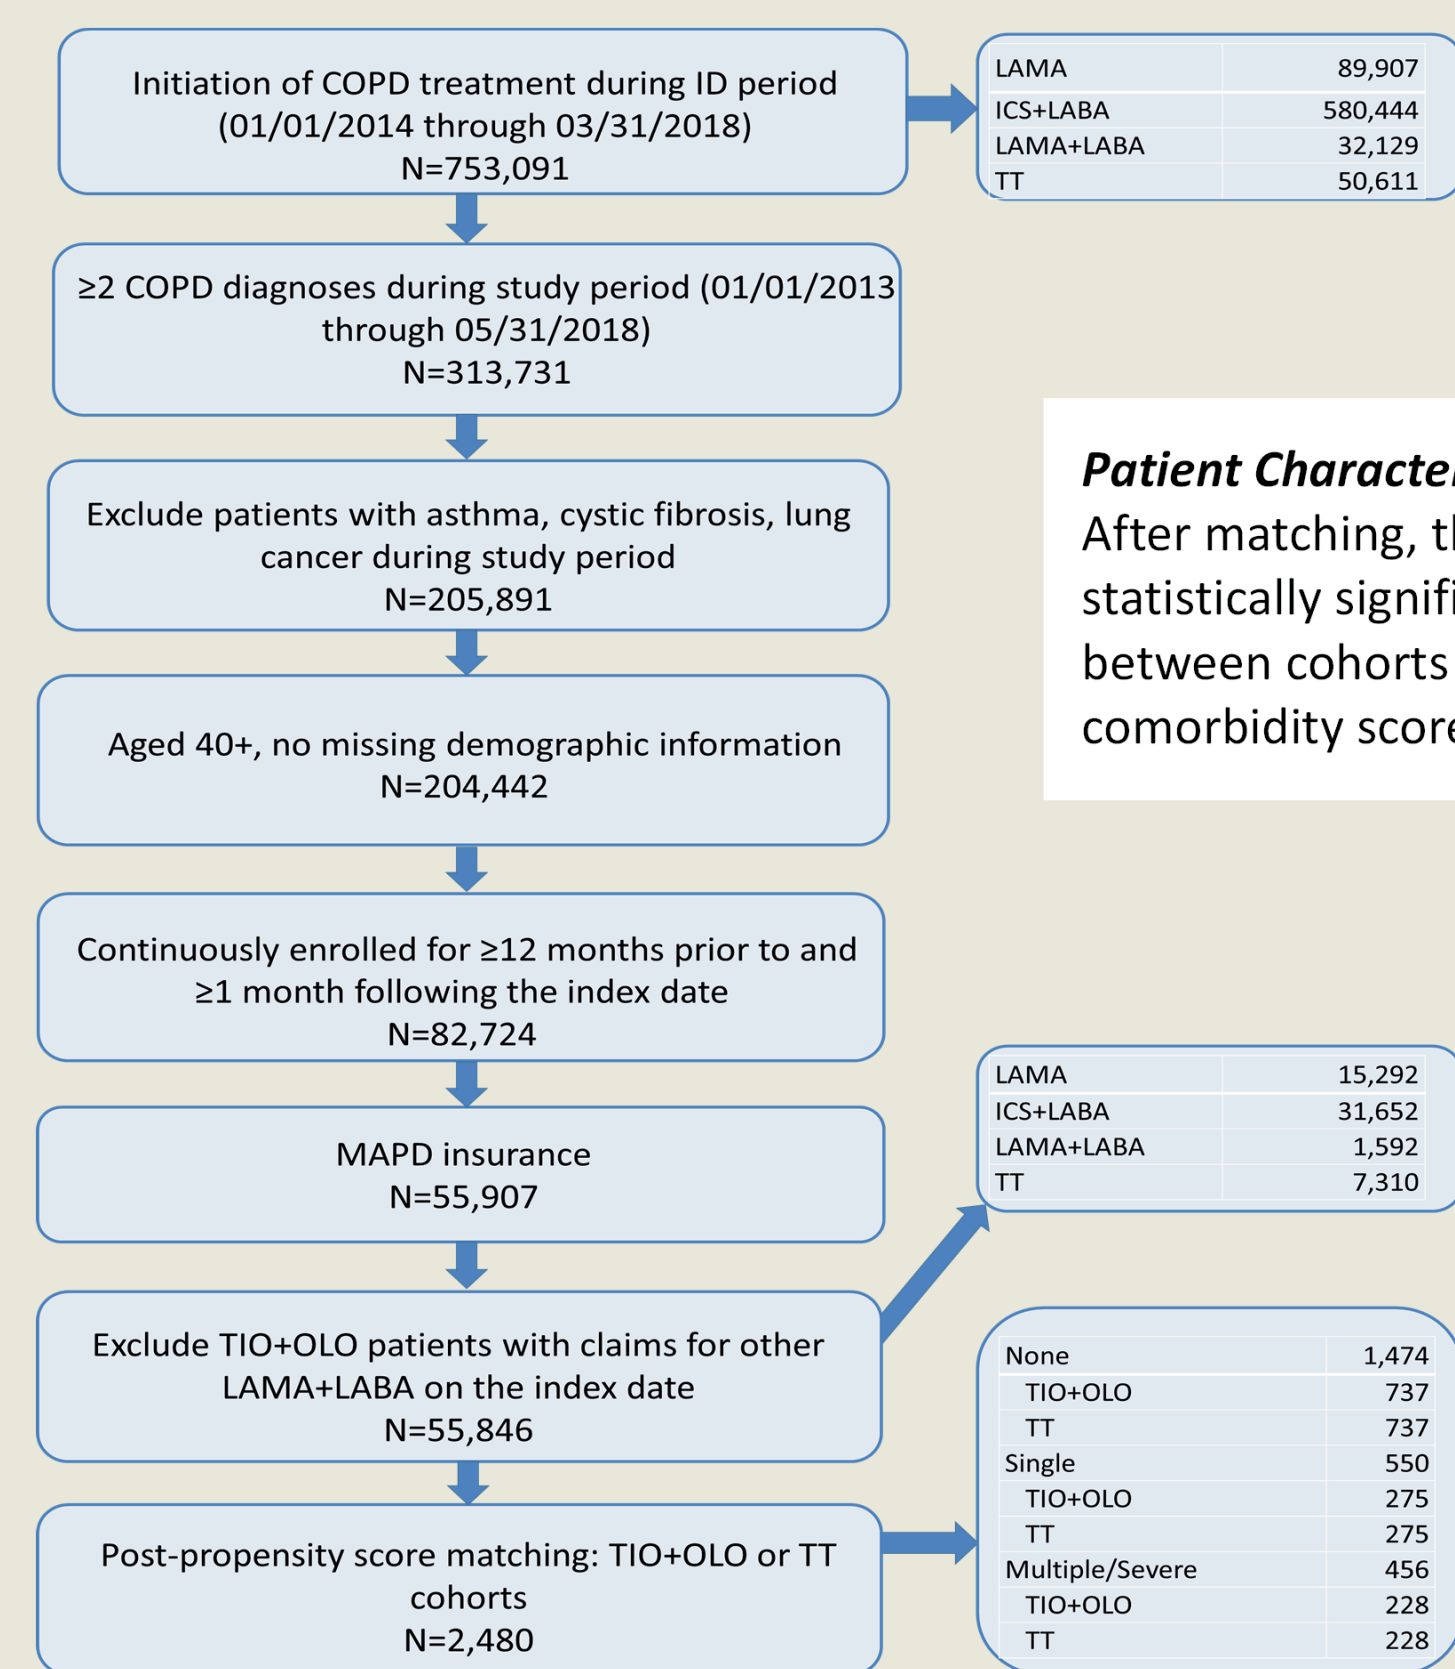 Initiation of COPD treatment during ID period
(01/01/2014 through 03/31/2018)
N=753,091
LAMA 89,907
ICS+LABA 580,444
LAMA+LABA 32,129
TT 50,611
≥2 COPD diagnoses during study period (01/01/2013
through 05/31/2018)
N=313,731
Exclude patients with asthma, cystic fibrosis, lung
cancer during study period
N=205,891
Patient Character
After matching, th
statistically signifi
between cohorts
comorbidity score
Aged 40+, no missing demographic information
N=204,442
Continuously enrolled for ≥12 months prior to and
≥1 month following the index date
N=82,724
MAPD insurance
N=55,907
LAMA 15,292
ICS+LABA 31,652
LAMA+LABA 1,592
TT 7,310
Exclude TIO+OLO patients with claims for other
LAMA+LABA on the index date
N=55,846
Post-propensity score matching: TIO+OLO or TT
cohorts
N=2,480
None 1,474
TIO+OLO 737
TT 737
Single 550
TIO+OLO 275
TT 275
Multiple/Severe 456
TIO+OLO 228
TT 228